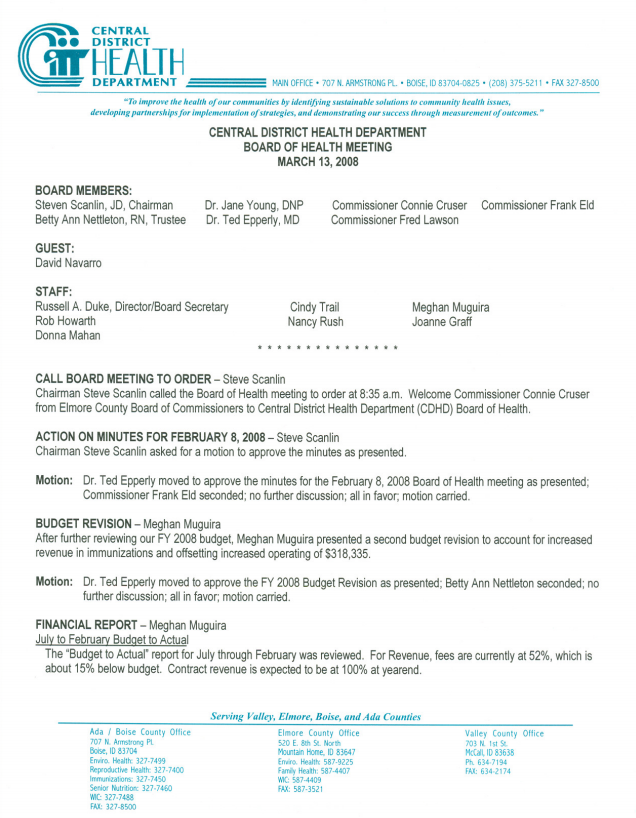 CENTRAL
DISTRICT
HEALTH
DEPARTMENT
MAIN OFFICE • 707 N. ARMSTRONG PL. • BOISE, ID 83704-0825 • (208) 375-5211 • FAX 327-8500
"To improve the health of our communities by identifying sustainable solutions to community health issues,
developing partnerships for implementation of strategies, and demonstrating our success through measurement of outcomes."
CENTRAL DISTRICT HEALTH DEPARTMENT
BOARD OF HEALTH MEETING
MARCH 13, 2008
BOARD MEMBERS:
Steven Scanlin, JD, Chairman Dr. Jane Young, DNP Commissioner Connie Cruser Commissioner Frank Eld
Betty Ann Nettleton, RN, Trustee Dr. Ted Epperly, MD Commissioner Fred Lawson
GUEST:
David Navarro
STAFF:
Russell A. Duke, Director/Board Secretary Cindy Trail Meghan Muguira
Rob Howarth Nancy Rush Joanne Graff
Donna Mahan
* * * * * * * * * * * * * * *
CALL BOARD MEETING TO ORDER – Steve Scanlin
Chairman Steve Scanlin called the Board of Health meeting to order at 8:35 a.m. Welcome Commissioner Connie Cruser
from Elmore County Board of Commissioners to Central District Health Department (CDHD) Board of Health.
ACTION ON MINUTES FOR FEBRUARY 8, 2008 – Steve Scanlin
Chairman Steve Scanlin asked for a motion to approve the minutes as presented.
Motion: Dr. Ted Epperly moved to approve the minutes for the February 8, 2008 Board of Health meeting as presented;
Commissioner Frank Eld seconded; no further discussion; all in favor; motion carried.
BUDGET REVISION – Meghan Muguira
After further reviewing our FY 2008 budget, Meghan Muguira presented a second budget revision to account for increased
revenue in immunizations and offsetting increased operating of $318,335.
Motion: Dr. Ted Epperly moved to approve the FY 2008 Budget Revision as presented; Betty Ann Nettleton seconded; no
further discussion; all in favor; motion carried.
FINANCIAL REPORT – Meghan Muguira
July to February Budget to Actual
The "Budget to Actual" report for July through February was reviewed. For Revenue, fees are currently at 52%, which is
about 15% below budget. Contract revenue is expected to be at 100% at yearend.
Serving Valley, Elmore, Boise, and Ada Counties
Ada / Boise County Office
707 N. Armstrong Pl.
Boise, ID 83704
Enviro. Health: 327-7499
Reproductive Health: 327-7400
Immunizations: 327-7450
Senior Nutrition: 327-7460
WIC: 327-7488
FAX: 327-8500
Elmore County Office
520 E. 8th St. North
Mountain Home, ID 83647
Enviro. Health: 587-9225
Family Health: 587-4407
WIC: 587-4409
FAX: 587-3521
Valley County Office
703 N. 1st St.
McCall, ID 83638
Ph. 634-7194
FAX: 634-2174